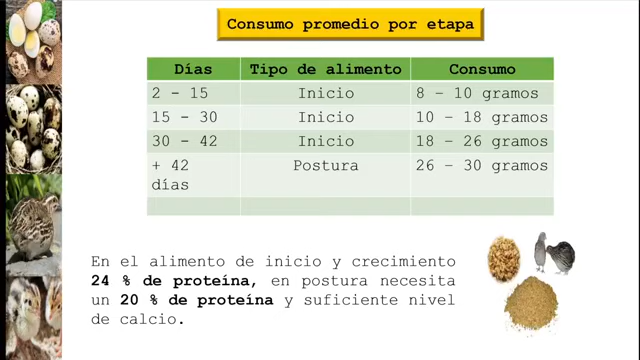 Consumo promedio por etapa
Días Tipo de alimento Consumo
2 - 15 Inicio 8 – 10 gramos
15 - 30 Inicio 10 – 18 gramos
30 - 42 Inicio 18 – 26 gramos
+ 42 días Postura 26 – 30 gramos
En el alimento de inicio y crecimiento
24 % de proteína, en postura necesita
un 20 % de proteína y suficiente nivel
de calcio.